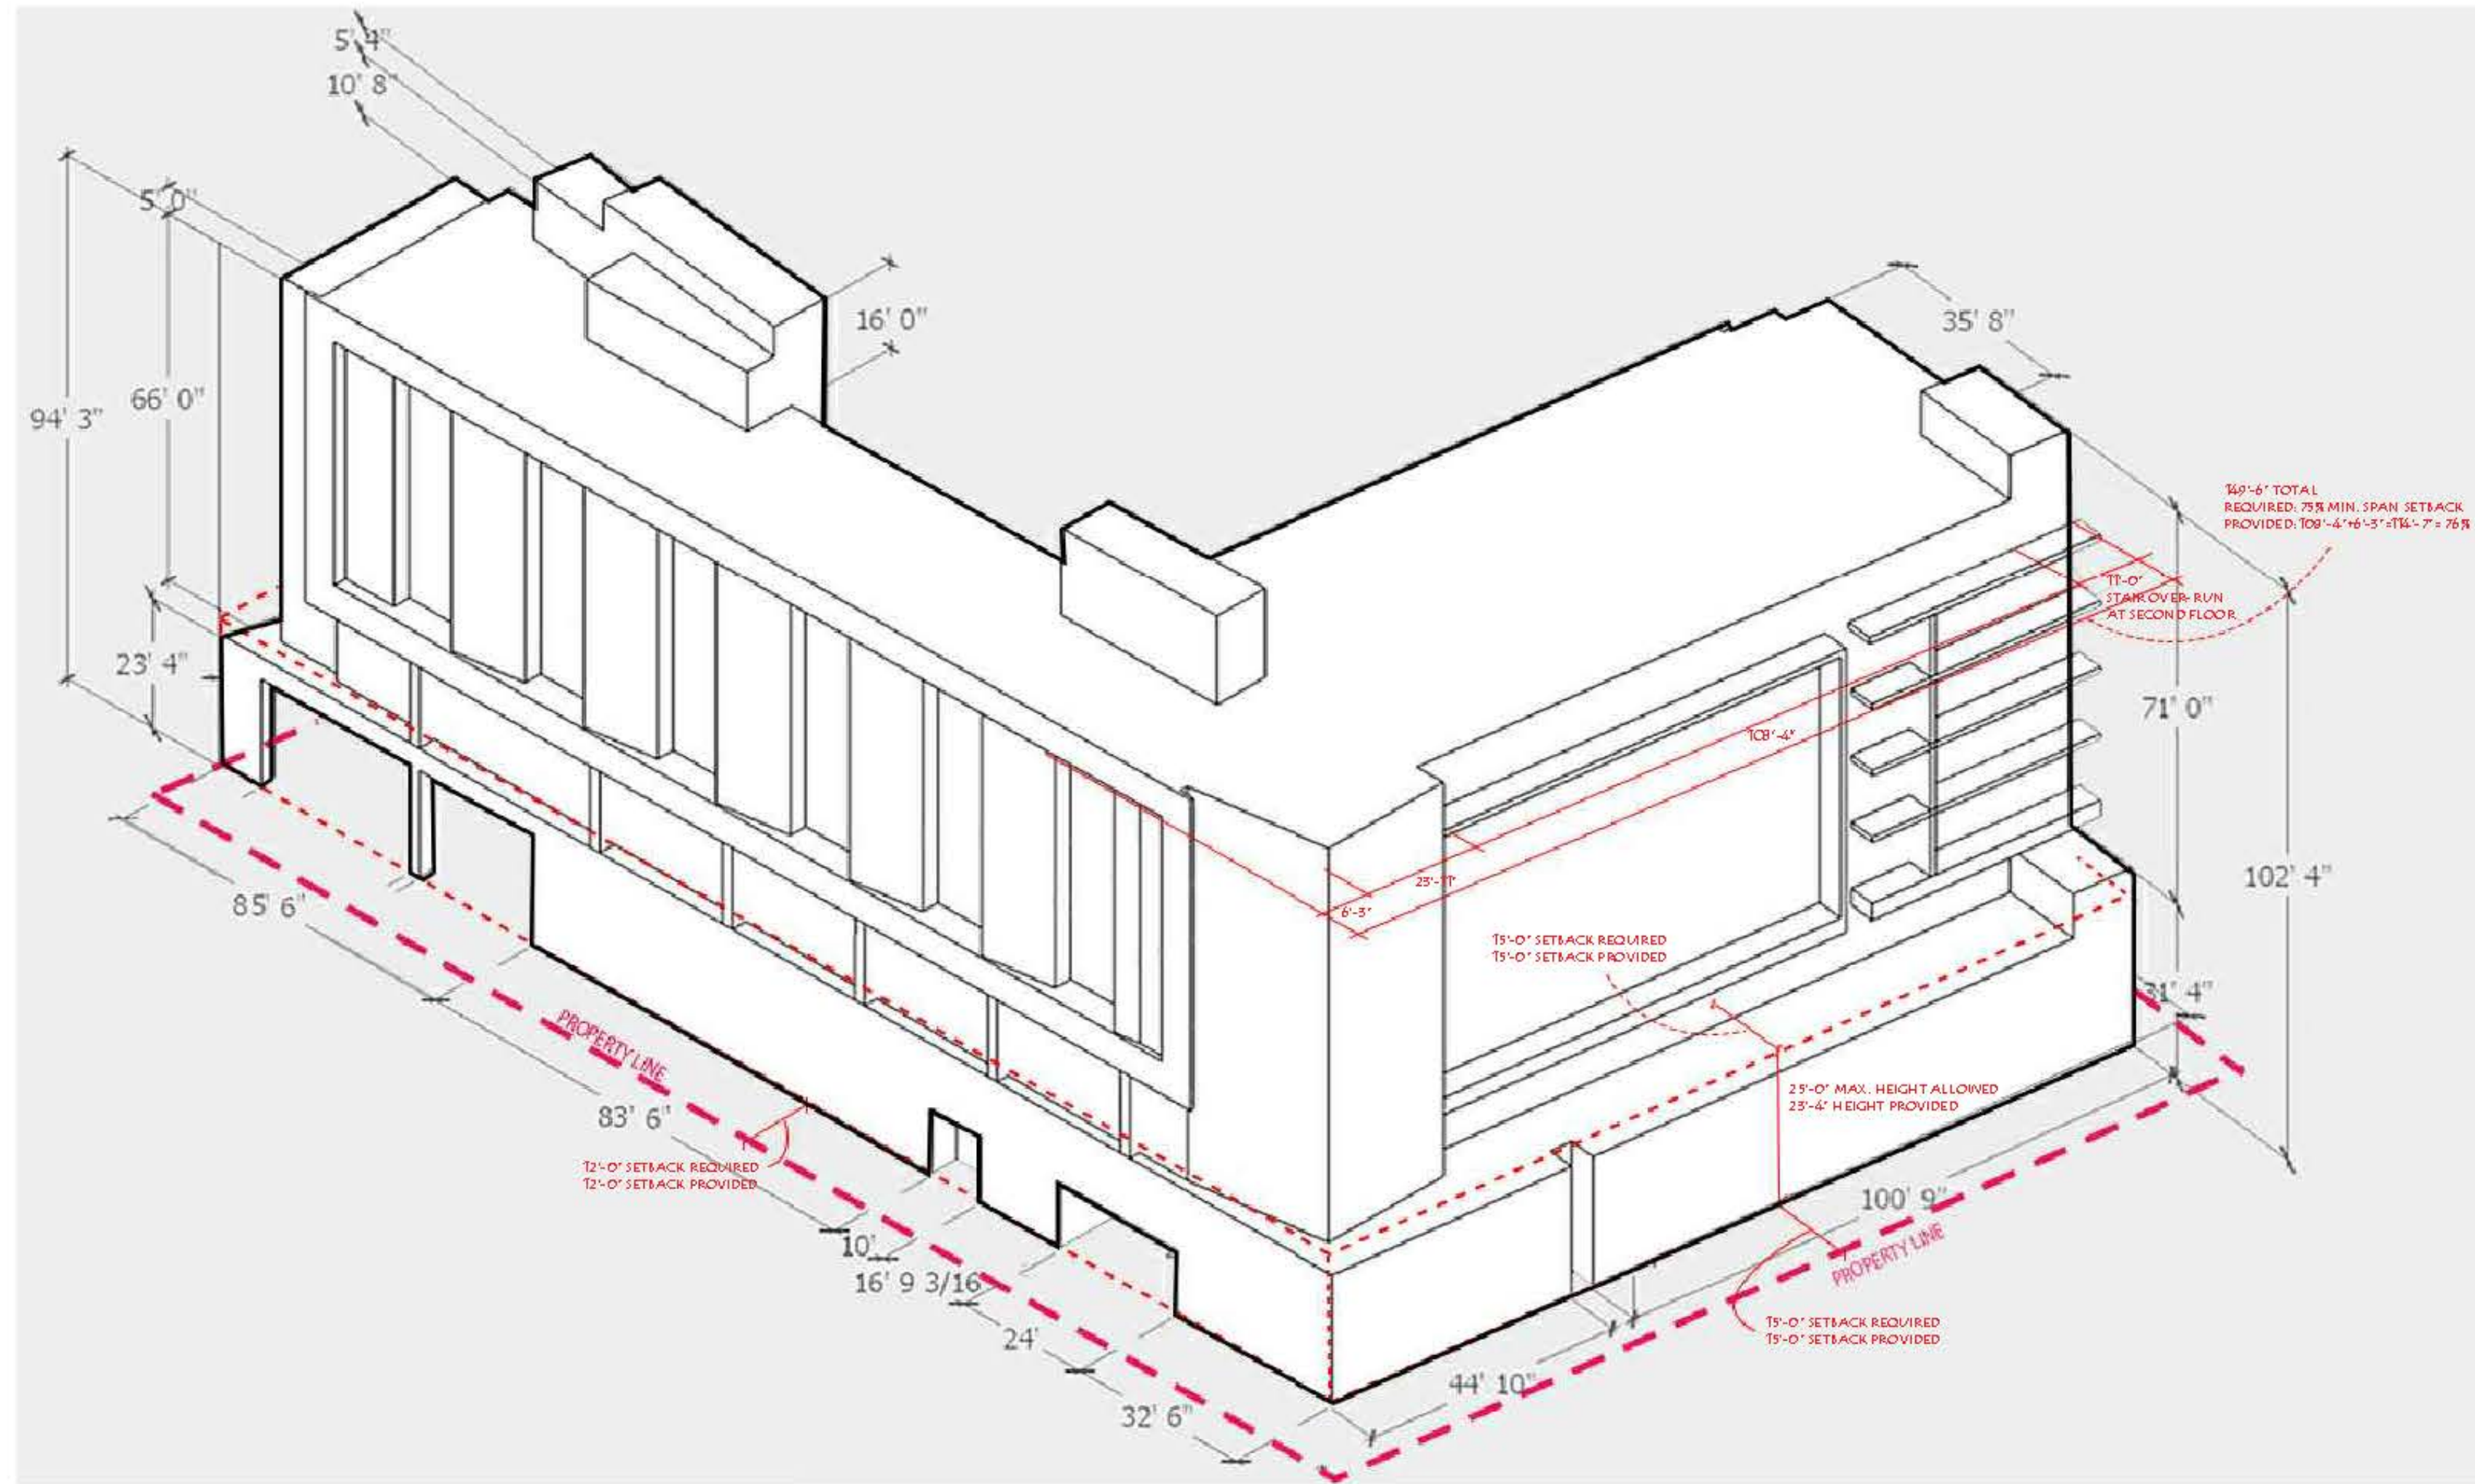 5' 4"
10' 8"
5' 0"
94' 3"
66' 0"
23' 4"
16' 0"
35' 8"
149'-6" TOTAL
REQUIRED: 75% MIN. SPAN SETBACK
PROVIDED: 108'-4"+6'-3"=114'-7" = 76%
11'-0"
STAIR OVER-RUN
AT SECOND FLOOR
71' 0"
108'-4"
102' 4"
23'-11"
6'-3"
85' 6"
15'-0" SETBACK REQUIRED
15'-0" SETBACK PROVIDED
31' 4"
PROPERTY LINE
25'-0" MAX. HEIGHT ALLOWED
23'-4" HEIGHT PROVIDED
83' 6"
12'-0" SETBACK REQUIRED
12'-0" SETBACK PROVIDED
100' 9"
PROPERTY LINE
10'
16' 9 3/16
24'
15'-0" SETBACK REQUIRED
15'-0" SETBACK PROVIDED
44' 10"
32' 6"